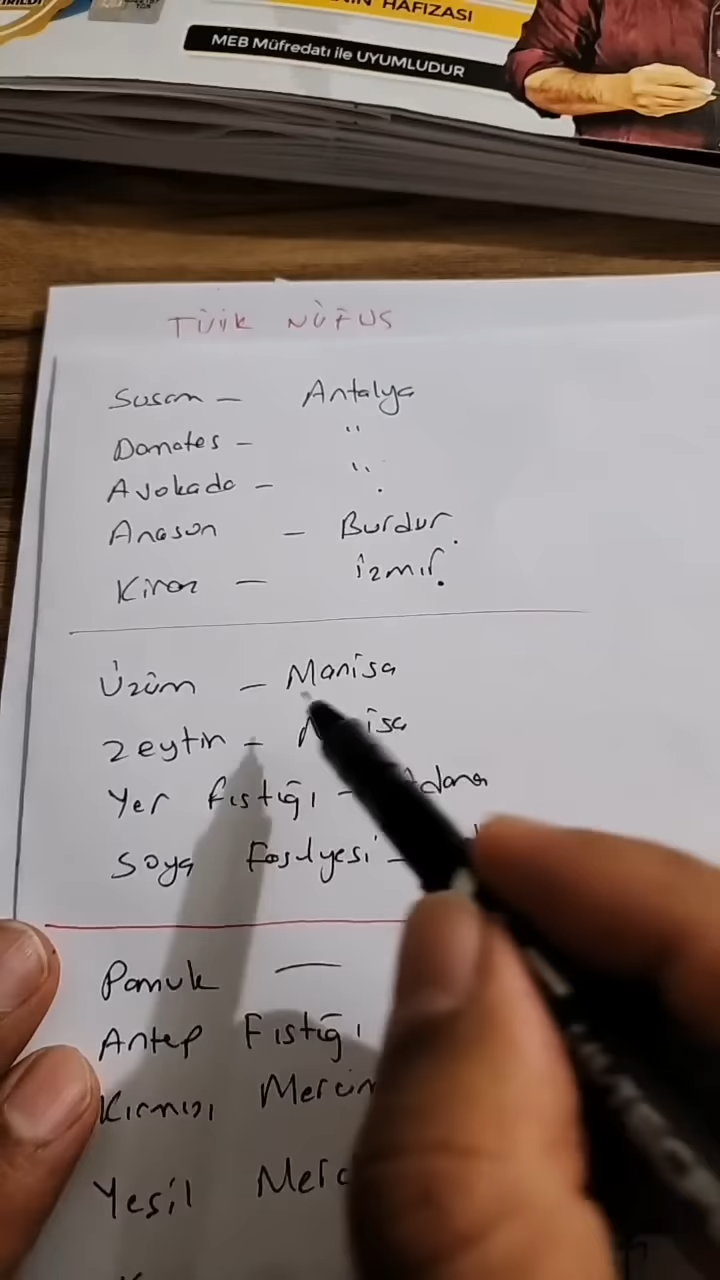 HAFIZASI
MEB Müfredatı ile UYUMLUDUR
TÜİK NÜFUS
Susam – Antalya
Domates – "
Avokado – "
Anason – Burdur
Kiraz – İzmir
Üzüm – Manisa
Zeytin –
Yer fıstığı – Adana
Soya Fasulyesi –
Pamuk –
Antep Fıstığı
Kırmızı
Yeşil